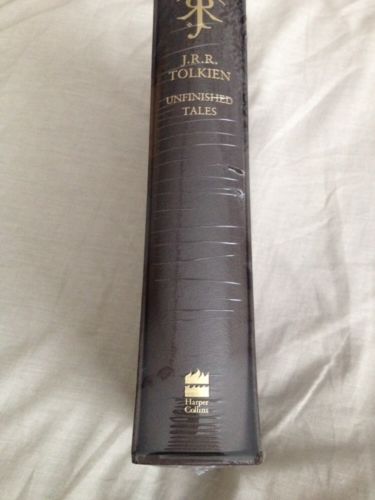 J.R.R.
TOLKIEN
UNFINISHED
TALES
Harper
Collins